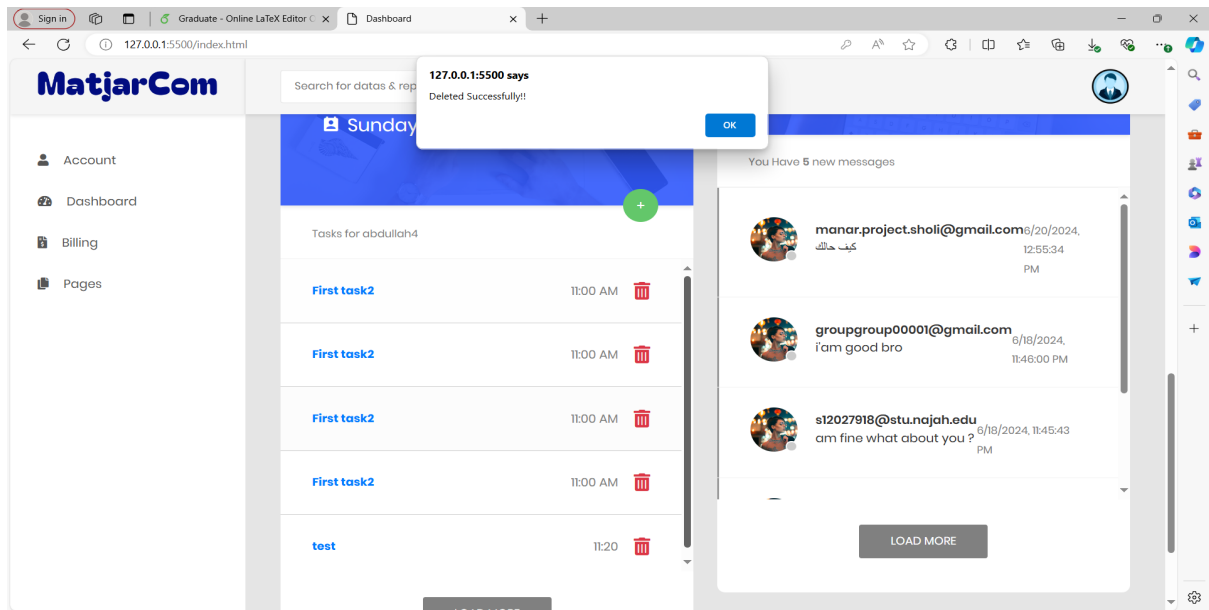 Sign in
Graduate - Online LaTeX Editor
Dashboard
127.0.0.1:5500/index.html
MatjarCom
Search for datas & rep
127.0.0.1:5500 says
Deleted Successfully!!
OK
Account
Dashboard
Billing
Pages
Sunday
Tasks for abdullah4
First task2
11:00 AM
First task2
11:00 AM
First task2
11:00 AM
First task2
11:00 AM
test
11:20
You Have 5 new messages
manar.project.sholi@gmail.com
6/20/2024,
12:55:34
PM
كيف حالك
groupgroup00001@gmail.com
i'am good bro
6/18/2024,
11:46:00 PM
s12027918@stu.najah.edu
am fine what about you ?
6/18/2024, 11:45:43
PM
LOAD MORE